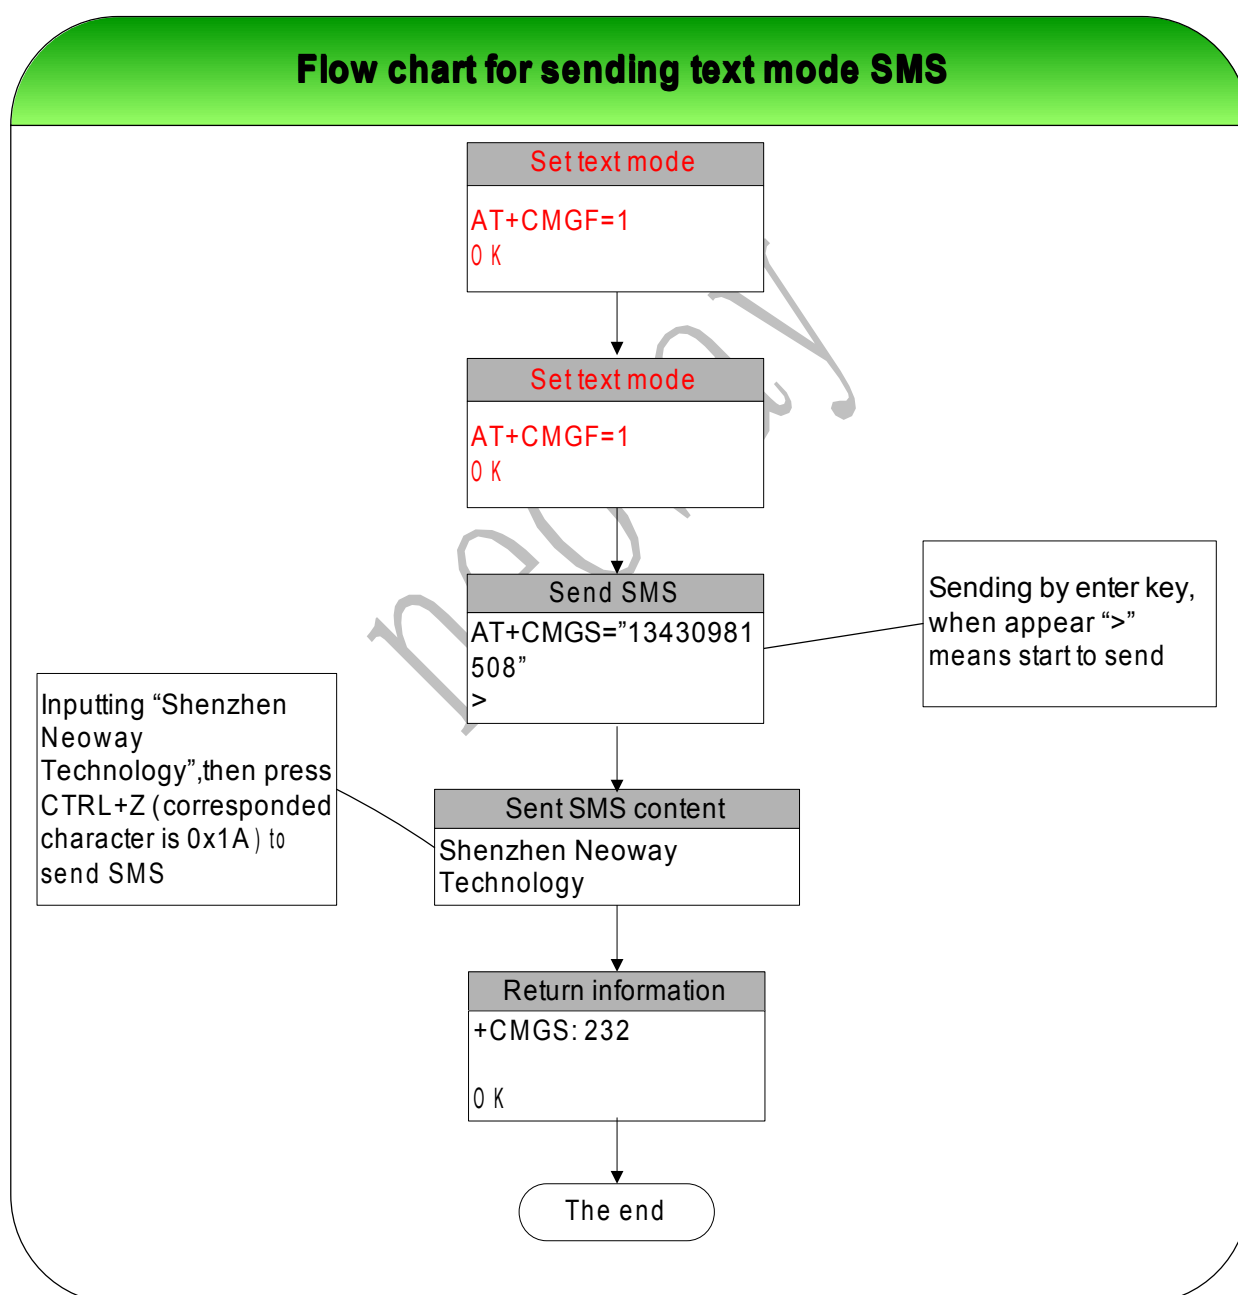 Flow chart for sending text mode SMS
Set text mode
AT+CMGF=1
OK
Set text mode
AT+CMGF=1
OK
Send SMS
AT+CMGS=”13430981
508”
>
Sending by enter key,
when appear “>”
means start to send
Inputting “Shenzhen
Neoway
Technology”,then press
CTRL+Z (corresponded
character is 0x1A) to
send SMS
Sent SMS content
Shenzhen Neoway
Technology
Return information
+CMGS: 232
OK
The end